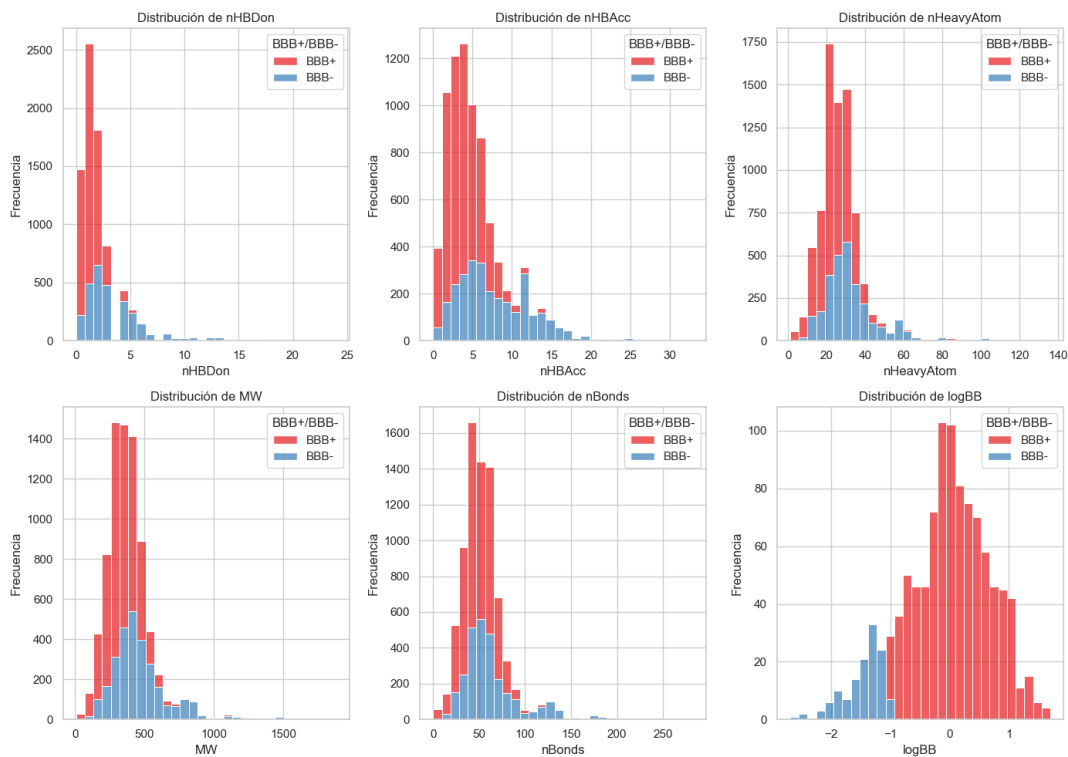 Distribución de nHBDon
2500
2000
1500
1000
500
0
Frecuencia
BBB+/BBB-
BBB+
BBB-
0 5 10 15 20 25
nHBDon
Distribución de nHBAcc
1200
1000
800
600
400
200
0
Frecuencia
BBB+/BBB-
BBB+
BBB-
0 5 10 15 20 25 30
nHBAcc
Distribución de nHeavyAtom
1750
1500
1250
1000
750
500
250
0
Frecuencia
BBB+/BBB-
BBB+
BBB-
0 20 40 60 80 100 120 140
nHeavyAtom
Distribución de MW
1400
1200
1000
800
600
400
200
0
Frecuencia
BBB+/BBB-
BBB+
BBB-
0 500 1000 1500
MW
Distribución de nBonds
1600
1400
1200
1000
800
600
400
200
0
Frecuencia
BBB+/BBB-
BBB+
BBB-
0 50 100 150 200 250
nBonds
Distribución de logBB
100
80
60
40
20
0
Frecuencia
BBB+/BBB-
BBB+
BBB-
−2 −1 0 1
logBB